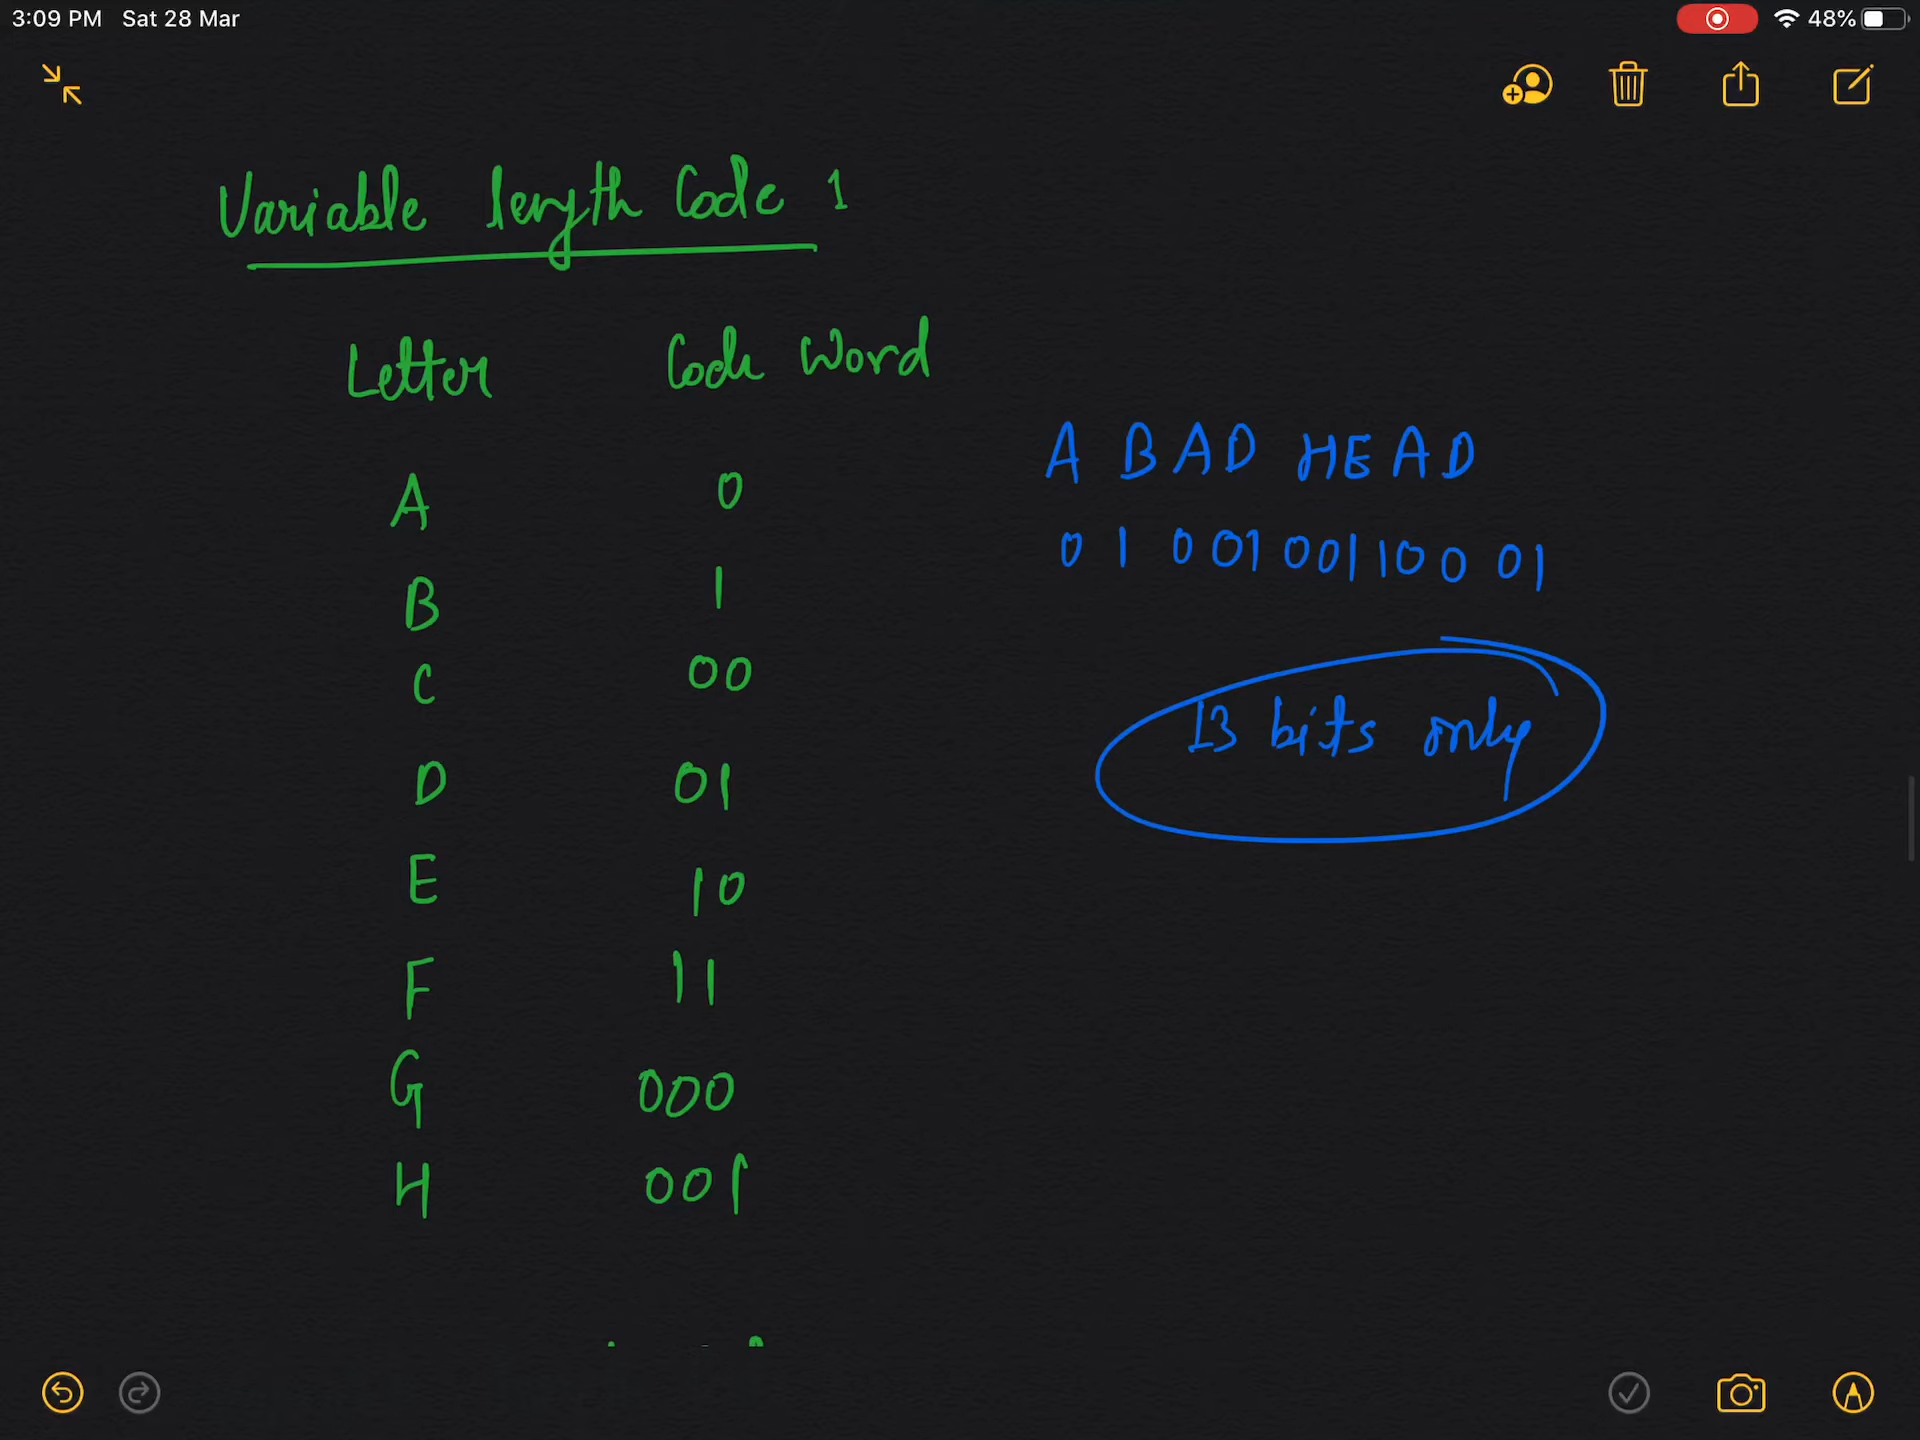 3:09 PM Sat 28 Mar 48%
Variable length Code 1
Letter Code Word
A BAD HEAD
A 0
0 1 0 01 001 10 0 01
B 1
C 00
13 bits only
D 01
E 10
F 11
G 000
H 001